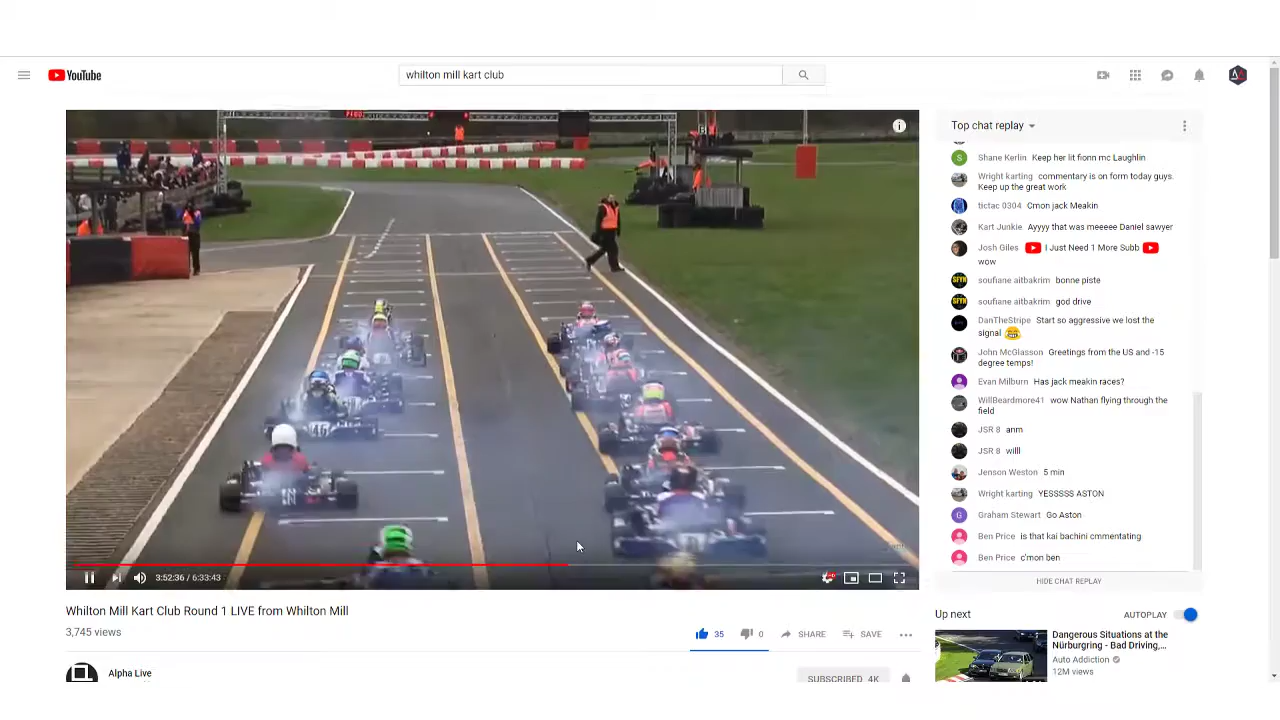 YouTube
whilton mill kart club
46
3:52:36 / 6:33:43
Whilton Mill Kart Club Round 1 LIVE from Whilton Mill
3,745 views
35
0
SHARE
SAVE
Alpha Live
SUBSCRIBED 4K
Top chat replay
Shane Kerlin Keep her lit fionn mc Laughlin
Wright karting commentary is on form today guys.
Keep up the great work
tictac 0304 Cmon jack Meakin
Kart Junkie Ayyyy that was meeeee Daniel sawyer
Josh Giles I Just Need 1 More Subb
wow
SFYN
soufiane aitbakrim bonne piste
SFYN
soufiane aitbakrim god drive
DanTheStripe Start so aggressive we lost the
signal
John McGlasson Greetings from the US and -15
degree temps!
Evan Milburn Has jack meakin races?
WillBeardmore41 wow Nathan flying through the
field
JSR 8 anm
JSR 8 willl
Jenson Weston 5 min
Wright karting YESSSSS ASTON
Graham Stewart Go Aston
Ben Price is that kai bachini cmmentating
Ben Price c'mon ben
HIDE CHAT REPLAY
Up next
AUTOPLAY
Dangerous Situations at the
Nürburgring - Bad Driving,...
Auto Addiction
12M views